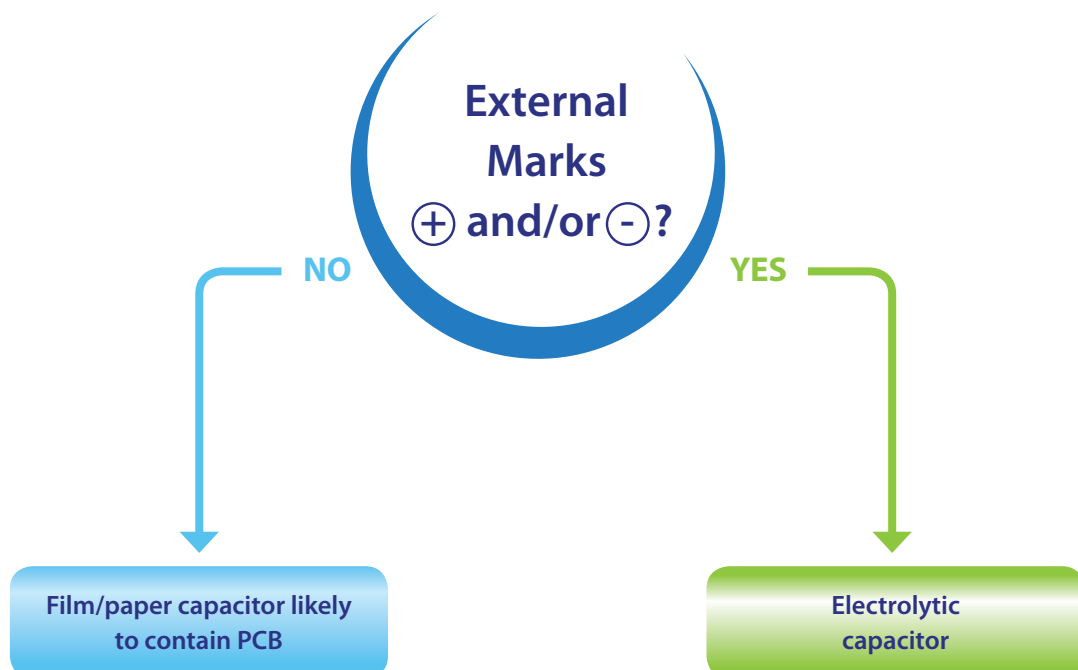 External
Marks
⊕ and/or ⊖?
NO
YES
Film/paper capacitor likely
to contain PCB
Electrolytic
capacitor